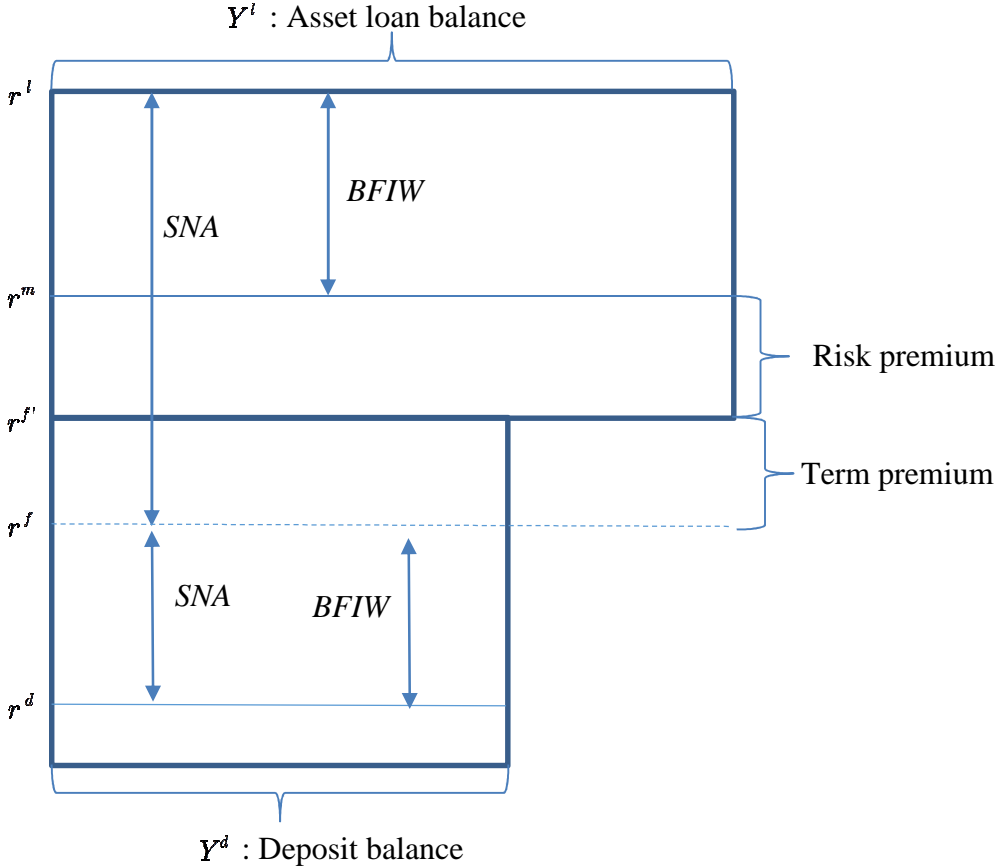 Y^l : Asset loan balance
r^l
BFIW
SNA
r^m
Risk premium
r^f'
Term premium
r^f
SNA
BFIW
r^d
Y^d : Deposit balance